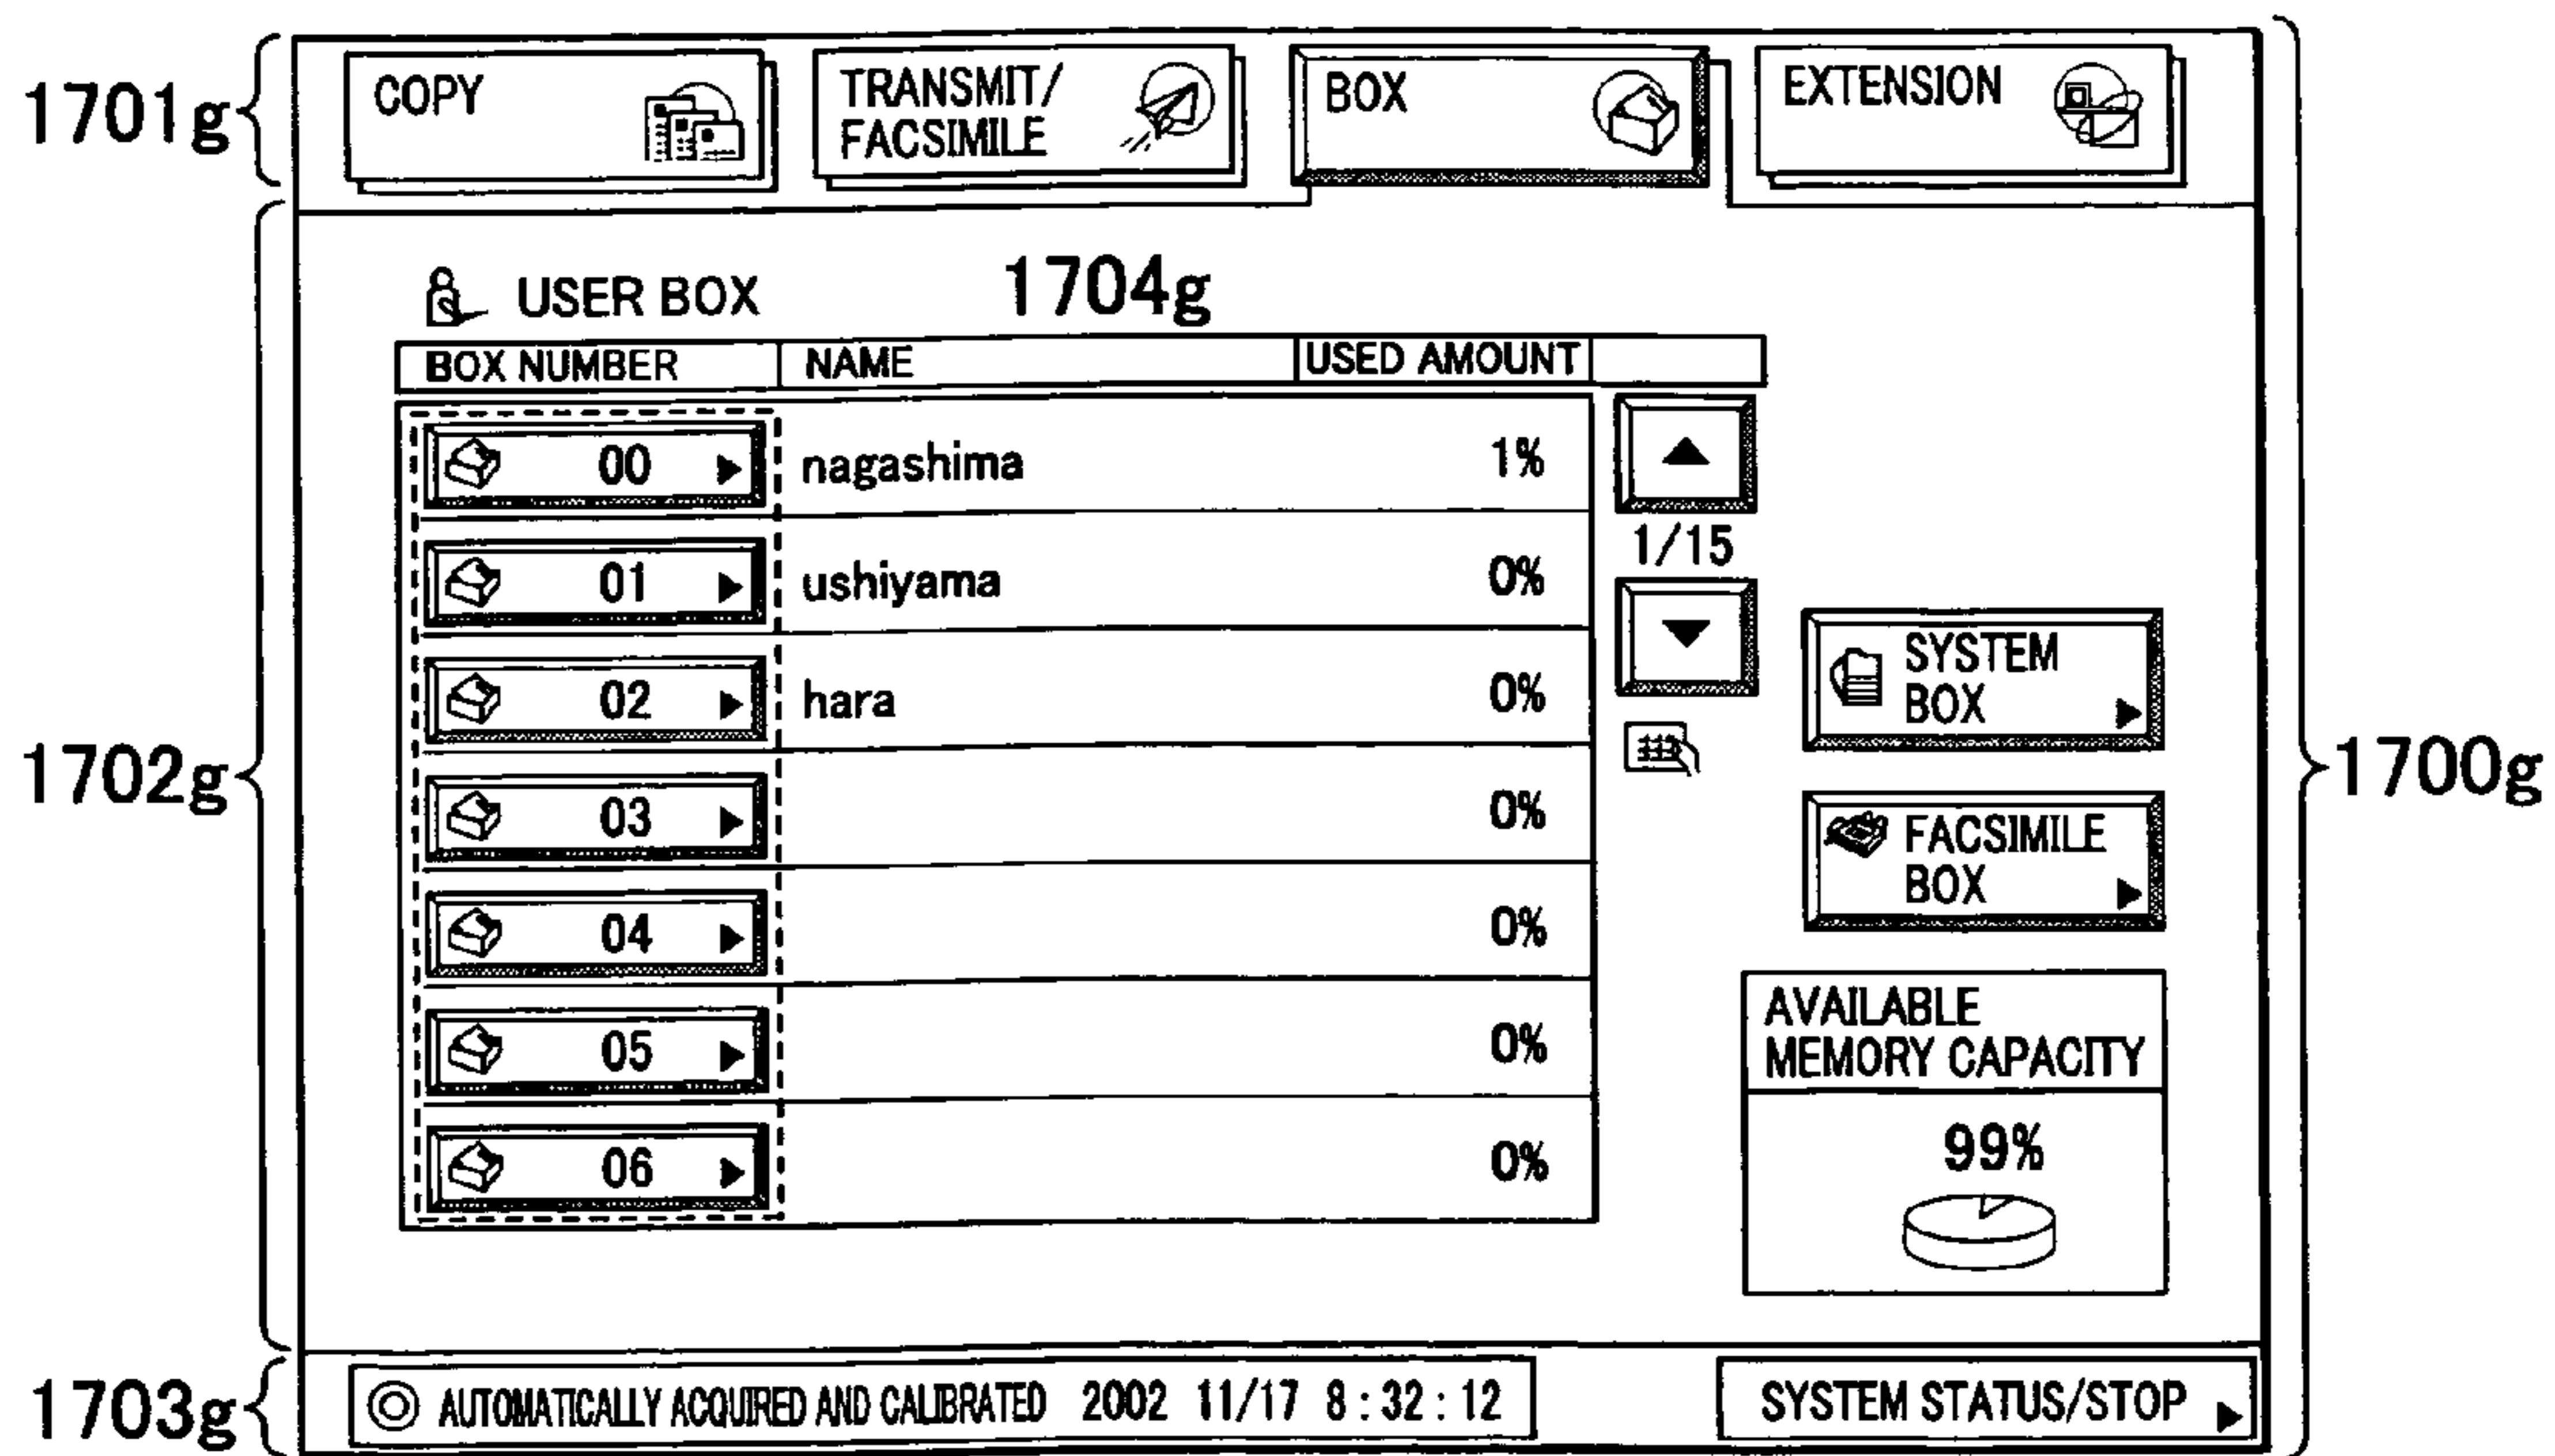 1701g
COPY
TRANSMIT/
FACSIMILE
BOX
EXTENSION
1702g
USER BOX
1704g
BOX NUMBER NAME USED AMOUNT
00 nagashima 1%
01 ushiyama 0%
02 hara 0%
03 0%
04 0%
05 0%
06 0%
1/15
SYSTEM
BOX
FACSIMILE
BOX
AVAILABLE
MEMORY CAPACITY
99%
1700g
1703g
AUTOMATICALLY ACQUIRED AND CALIBRATED 2002 11/17 8:32:12
SYSTEM STATUS/STOP